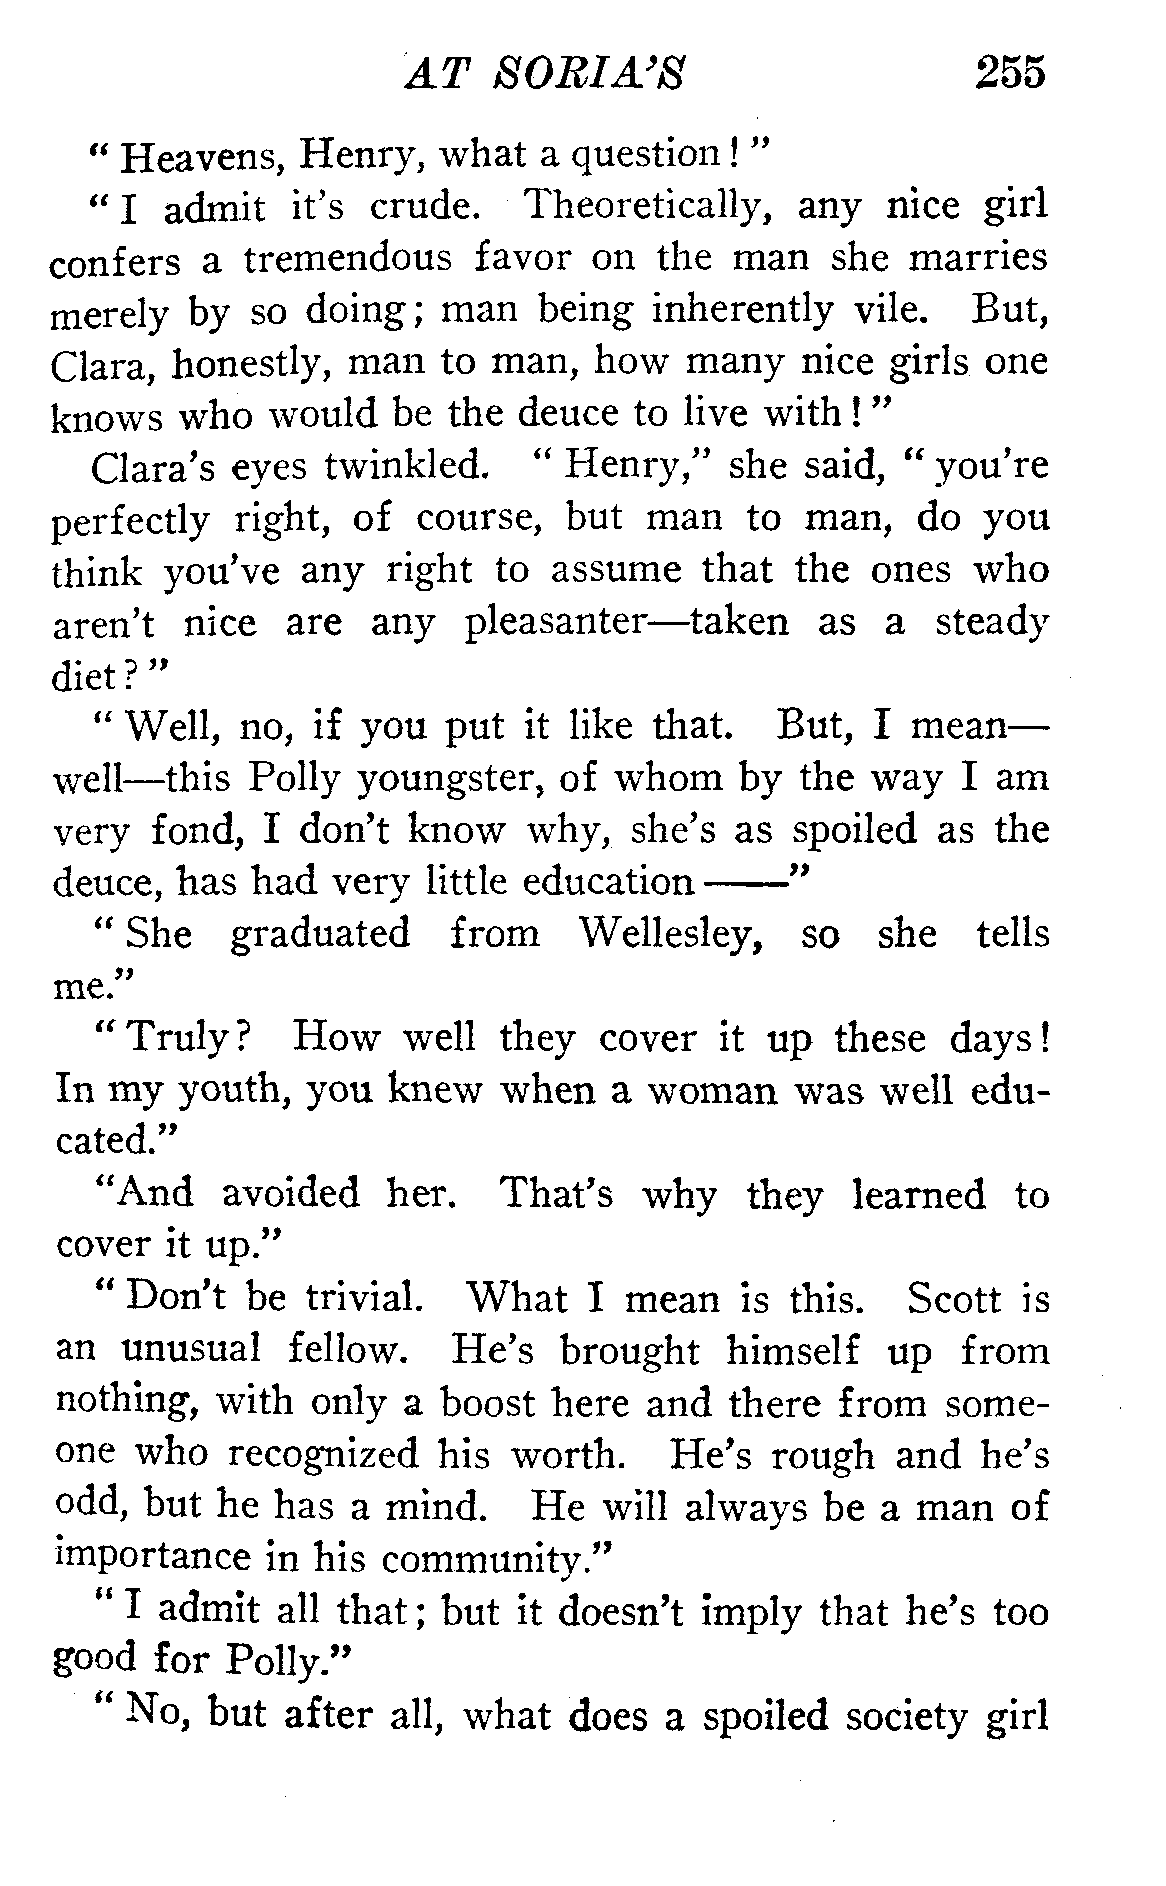 AT SORIA'S 255
" Heavens, Henry, what a question! "
" I admit it's crude. Theoretically, any nice girl
confers a tremendous favor on the man she marries
merely by so doing; man being inherently vile. But,
Clara, honestly, man to man, how many nice girls one
knows who would be the deuce to live with! "
Clara's eyes twinkled. " Henry," she said, " you're
perfectly right, of course, but man to man, do you
think you've any right to assume that the ones who
aren't nice are any pleasanter—taken as a steady
diet? "
" Well, no, if you put it like that. But, I mean—
well—this Polly youngster, of whom by the way I am
very fond, I don't know why, she's as spoiled as the
deuce, has had very little education ——"
" She graduated from Wellesley, so she tells
me."
" Truly? How well they cover it up these days!
In my youth, you knew when a woman was well edu-
cated."
"And avoided her. That's why they learned to
cover it up."
" Don't be trivial. What I mean is this. Scott is
an unusual fellow. He's brought himself up from
nothing, with only a boost here and there from some-
one who recognized his worth. He's rough and he's
odd, but he has a mind. He will always be a man of
importance in his community."
" I admit all that; but it doesn't imply that he's too
good for Polly."
" No, but after all, what does a spoiled society girl